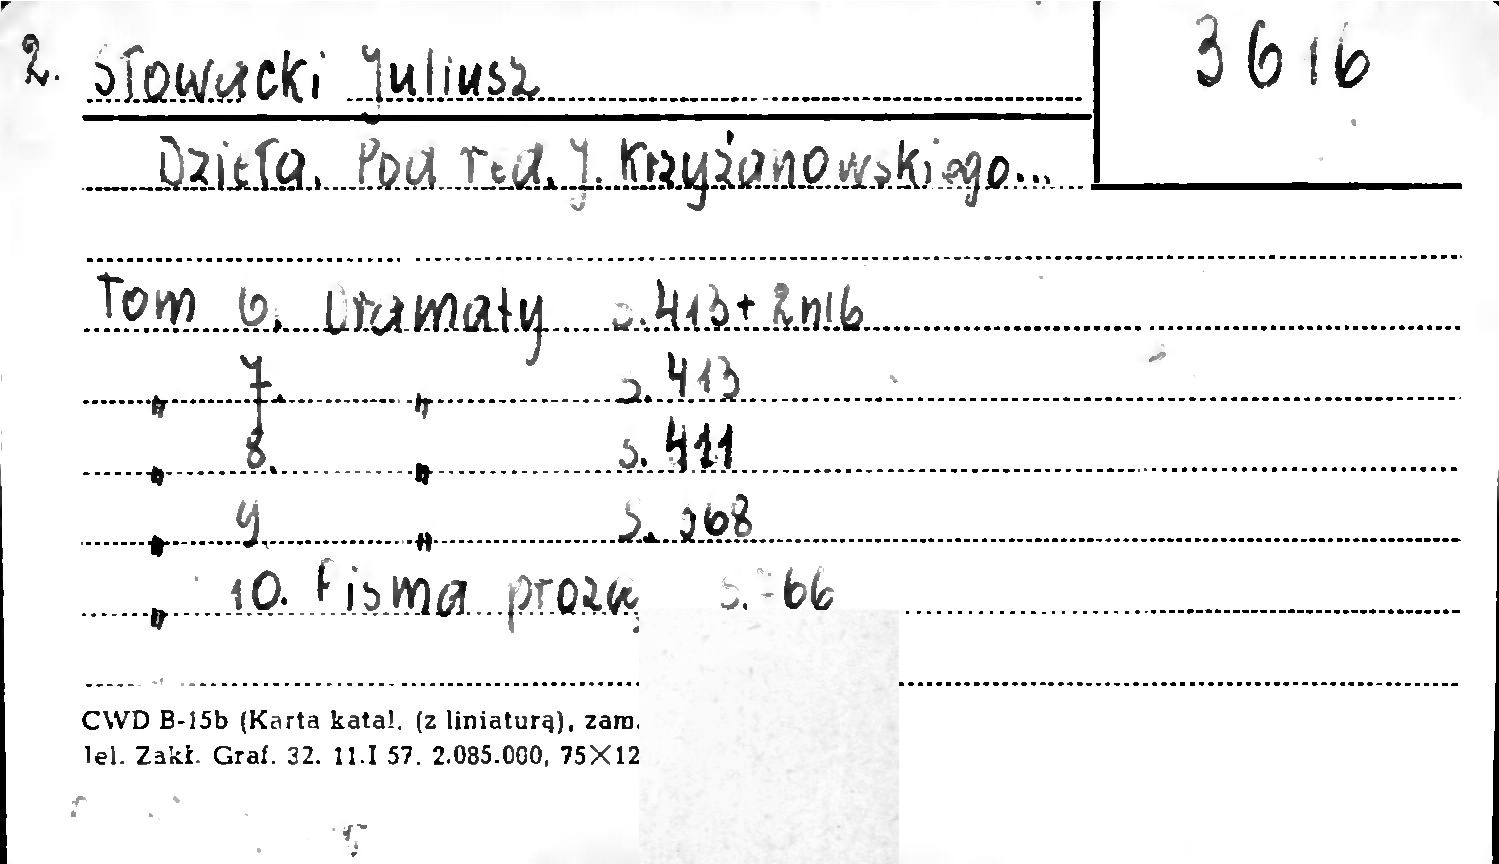 2. Słowacki Juliusz 3616
Dzieła. Pod red. J. Krzyżanowskiego...
Tom 6. Dramaty s. 413 + 2 nlb
" 7. " s. 413
" 8. " s. 411
" 9. " s. 368
" 10. Pisma prozą s.
CWD B-15b (Karta katal. (z liniaturą), zam.
Zakł. Graf. 32. 11.I 57. 2.085.000, 75×12